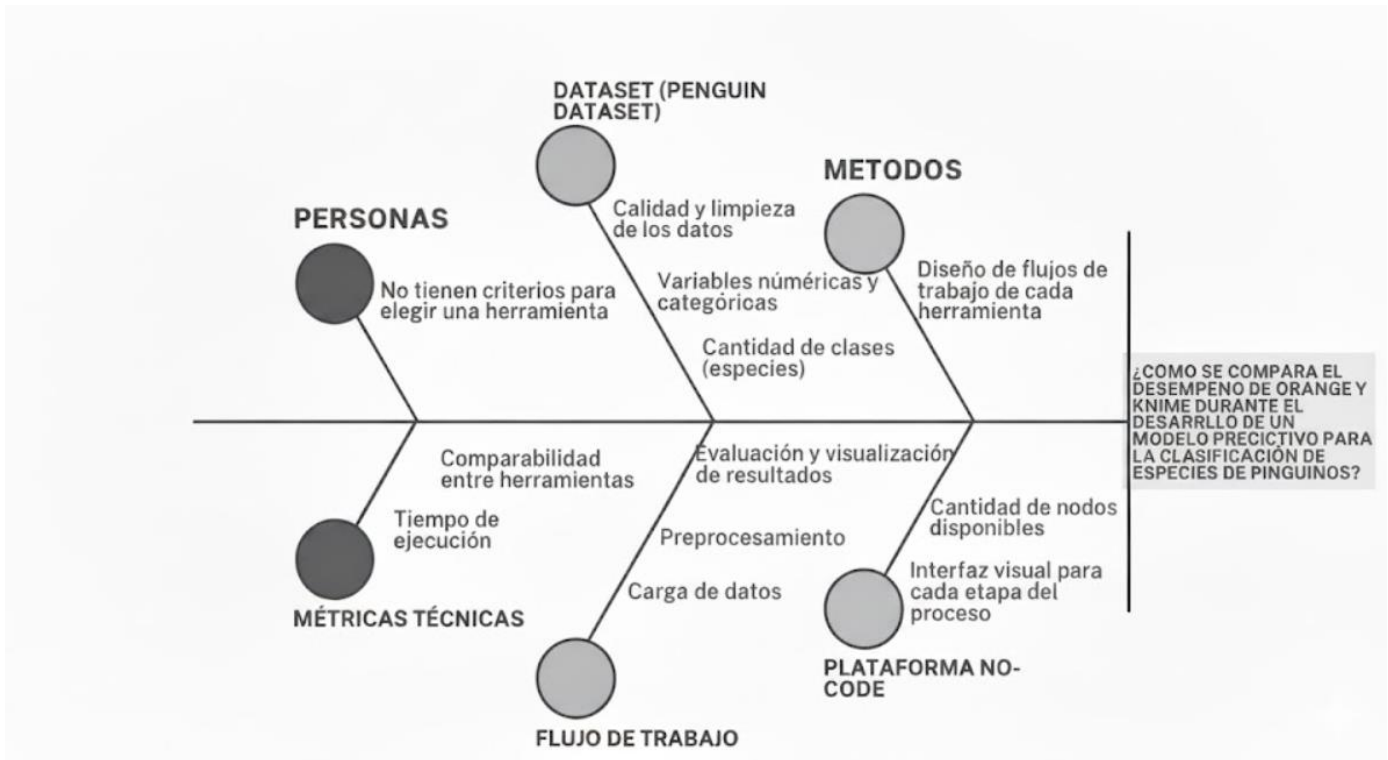 DATASET (PENGUIN
DATASET)
METODOS
PERSONAS
Calidad y limpieza
de los datos
No tienen criterios para
elegir una herramienta
Variables númericas y
categóricas
Diseño de flujos de
trabajo de cada
herramienta
Cantidad de clases
(especies)
¿COMO SE COMPARA EL
DESEMPEÑO DE ORANGE Y
KNIME DURANTE EL
DESARRLLO DE UN
MODELO PRECICTIVO PARA
LA CLASIFICACIÓN DE
ESPECIES DE PINGUINOS?
Comparabilidad
entre herramientas
Tiempo de
ejecución
MÉTRICAS TÉCNICAS
Evaluación y visualización
de resultados
Preprocesamiento
Carga de datos
FLUJO DE TRABAJO
Cantidad de nodos
disponibles
Interfaz visual para
cada etapa del
proceso
PLATAFORMA NO-
CODE